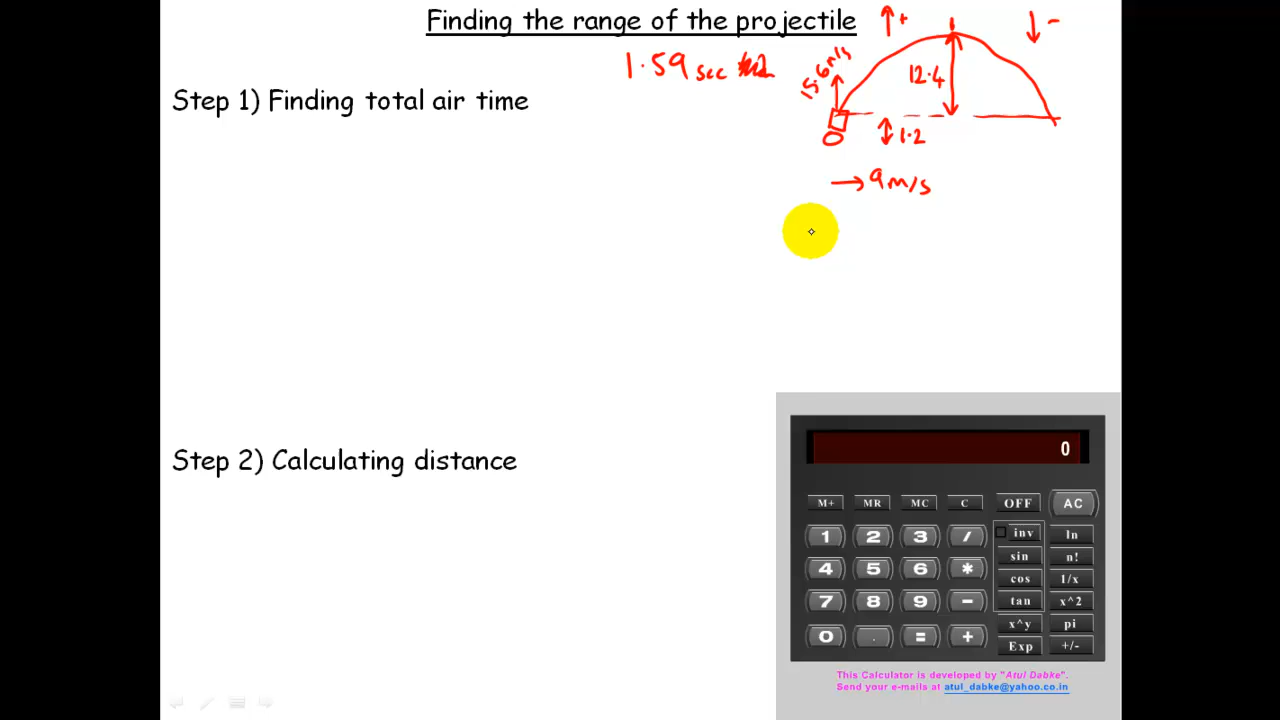 Finding the range of the projectile
↑+
↓-
1.59 sec
15.6m/s
12.4
Step 1) Finding total air time
1.2
→ 9m/s
Step 2) Calculating distance
0
M+ MR MC C OFF AC
1 2 3 / inv ln
sin n!
4 5 6 * cos 1/x
7 8 9 - tan x^2
x^y pi
0 . = + Exp +/-
This Calculator is developed by "Atul Dabke".
Send your e-mails at atul_dabke@yahoo.co.in